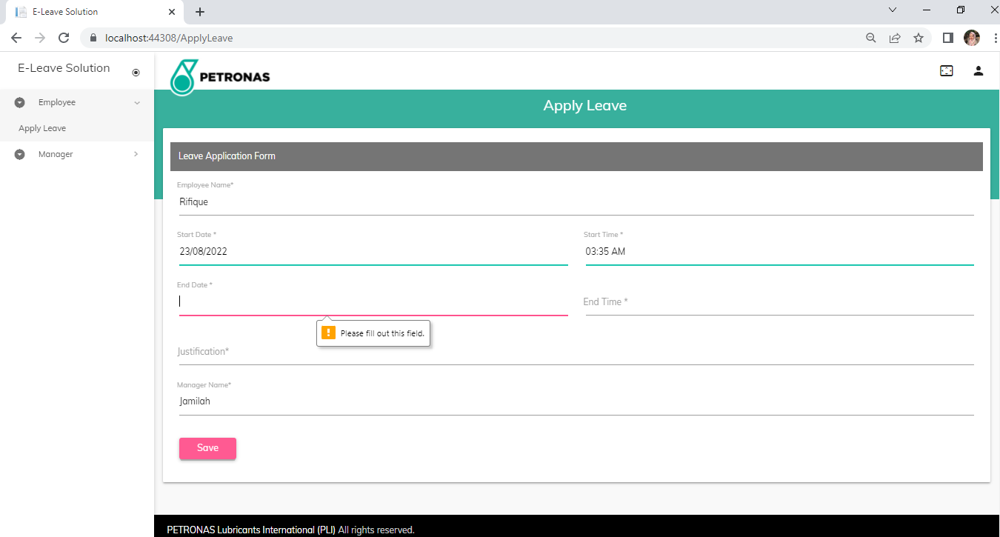 E-Leave Solution
localhost:44308/ApplyLeave
E-Leave Solution
PETRONAS
Employee
Apply Leave
Manager
Apply Leave
Leave Application Form
Employee Name*
Rifique
Start Date *
Start Time *
23/08/2022
03:35 AM
End Date *
End Time *
Please fill out this field.
Justification*
Manager Name*
Jamilah
Save
PETRONAS Lubricants International (PLI) All rights reserved.